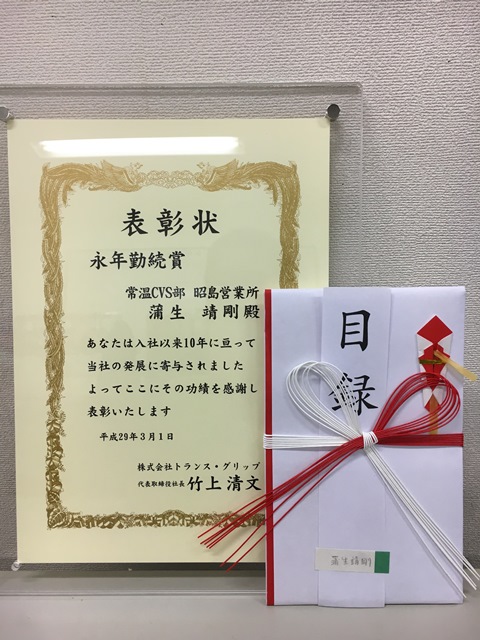 表彰状
永年勤続賞
常温CVS部 昭島営業所
蒲生 靖剛殿
あなたは入社以来10年に亘って
当社の発展に寄与されました
よってここにその功績を感謝し
表彰いたします
平成29年3月1日
株式会社トランス・グリップ
代表取締役社長 竹上清文
目録
蒲生靖剛